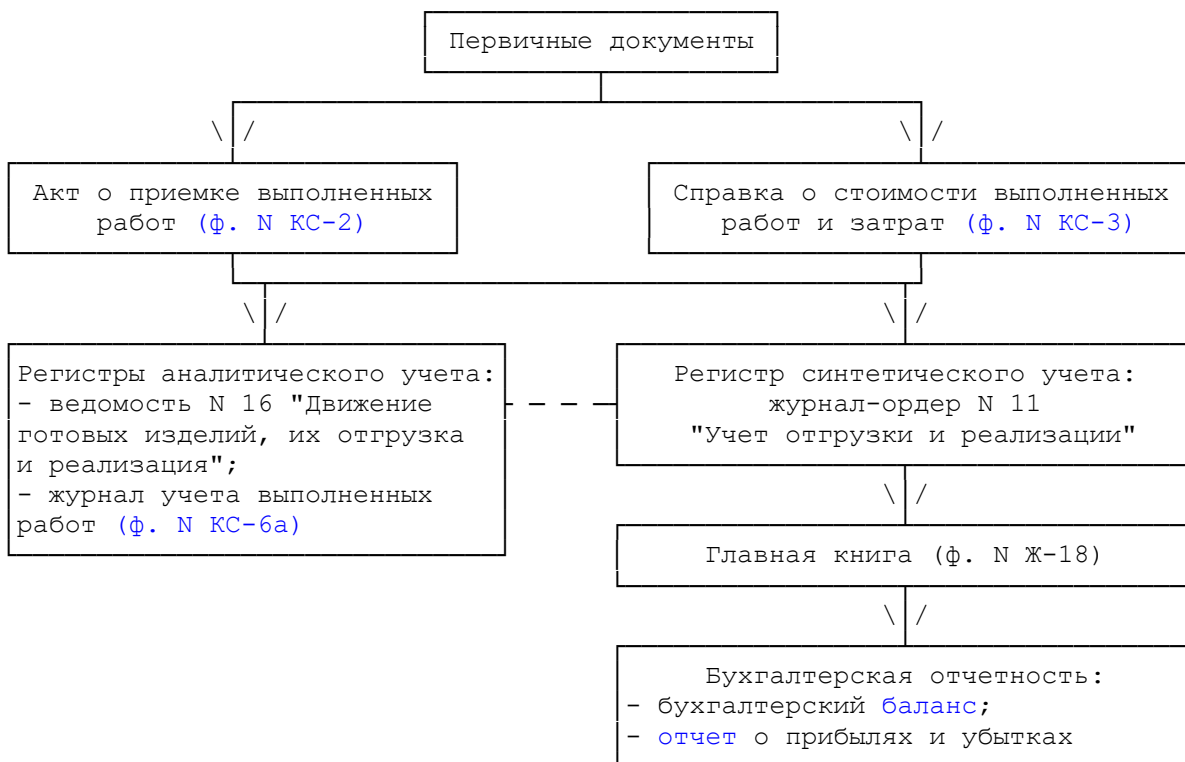 Первичные документы
Акт о приемке выполненных
работ (ф. N КС-2)
Справка о стоимости выполненных
работ и затрат (ф. N КС-3)
Регистры аналитического учета:
- ведомость N 16 "Движение
готовых изделий, их отгрузка
и реализация";
- журнал учета выполненных
работ (ф. N КС-6а)
Регистр синтетического учета:
журнал-ордер N 11
"Учет отгрузки и реализации"
Главная книга (ф. N Ж-18)
Бухгалтерская отчетность:
- бухгалтерский баланс;
- отчет о прибылях и убытках